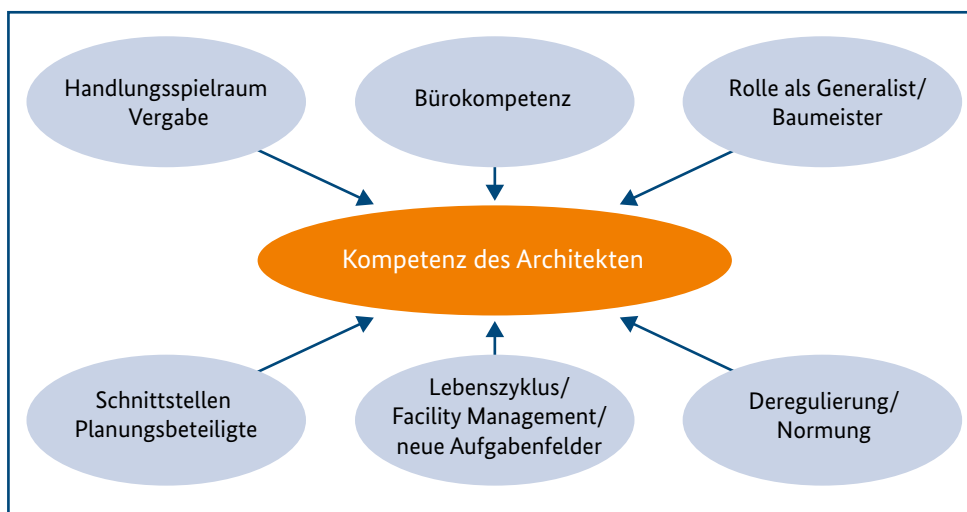 Handlungsspielraum
Vergabe
Bürokompetenz
Rolle als Generalist/
Baumeister
Kompetenz des Architekten
Schnittstellen
Planungsbeteiligte
Lebenszyklus/
Facility Management/
neue Aufgabenfelder
Deregulierung/
Normung